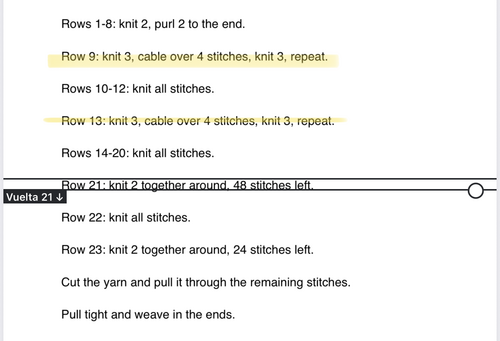 Rows 1-8: knit 2, purl 2 to the end.
Row 9: knit 3, cable over 4 stitches, knit 3, repeat.
Rows 10-12: knit all stitches.
Row 13: knit 3, cable over 4 stitches, knit 3, repeat.
Rows 14-20: knit all stitches.
Row 21: knit 2 together around, 48 stitches left.
Vuelta 21 ↓
Row 22: knit all stitches.
Row 23: knit 2 together around, 24 stitches left.
Cut the yarn and pull it through the remaining stitches.
Pull tight and weave in the ends.